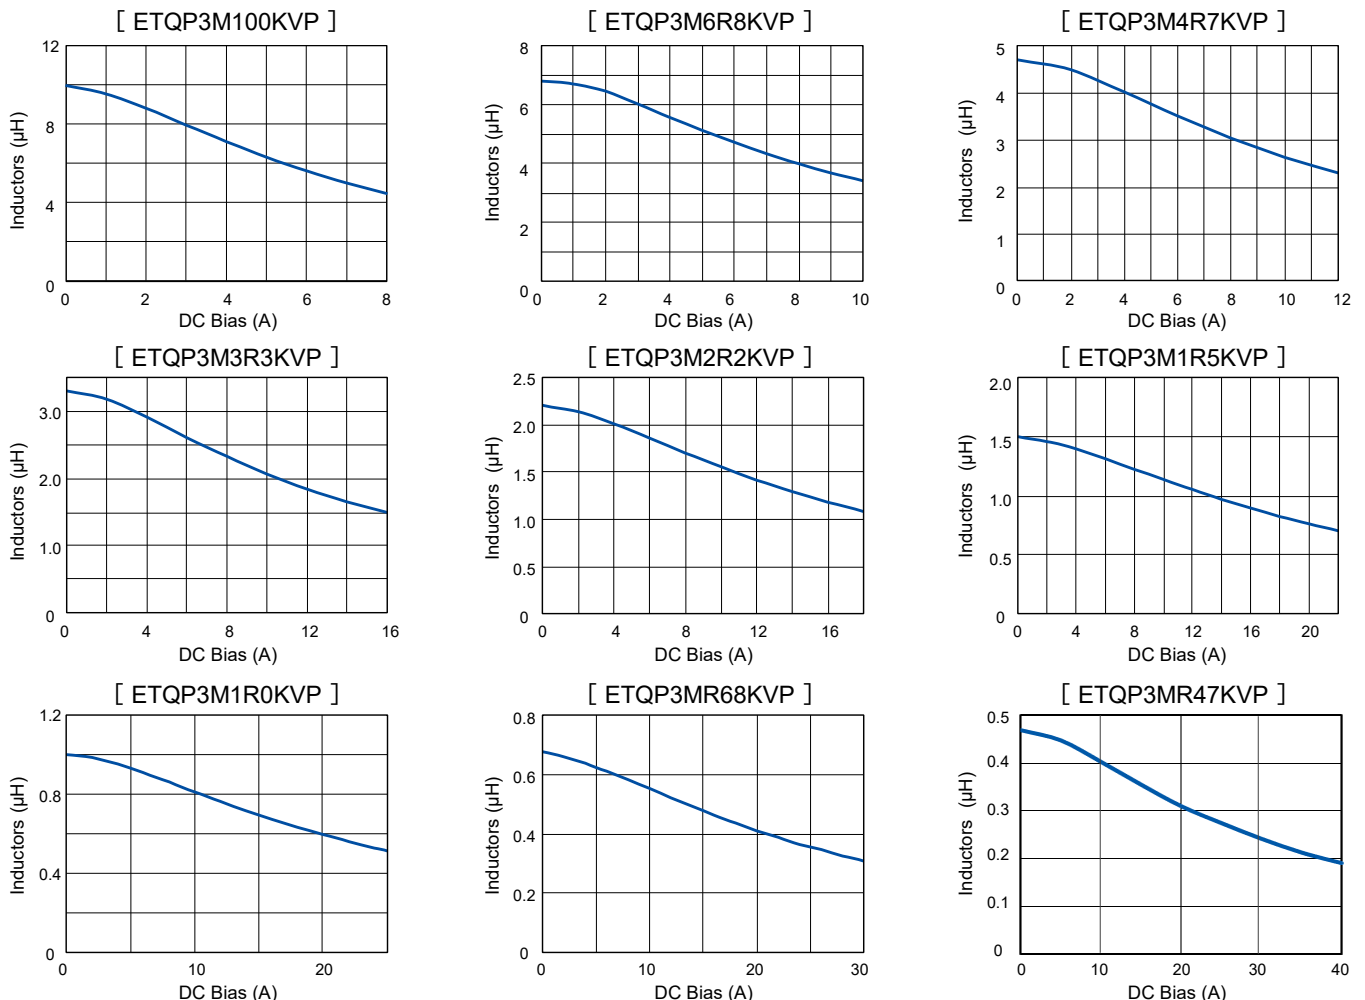 [ ETQP3M100KVP ]
12
8
4
0
0 2 4 6 8
Inductors (µH)
DC Bias (A)
[ ETQP3M6R8KVP ]
8
6
4
2
0
0 2 4 6 8 10
Inductors (µH)
DC Bias (A)
[ ETQP3M4R7KVP ]
5
4
3
2
1
0
0 2 4 6 8 10 12
Inductors (µH)
DC Bias (A)
[ ETQP3M3R3KVP ]
3.0
2.0
1.0
0
0 4 8 12 16
Inductors (µH)
DC Bias (A)
[ ETQP3M2R2KVP ]
2.5
2.0
1.5
1.0
0.5
0
0 4 8 12 16
Inductors (µH)
DC Bias (A)
[ ETQP3M1R5KVP ]
2.0
1.5
1.0
0.5
0
0 4 8 12 16 20
Inductors (µH)
DC Bias (A)
[ ETQP3M1R0KVP ]
1.2
0.8
0.4
0
0 10 20
Inductors (µH)
DC Bias (A)
[ ETQP3MR68KVP ]
0.8
0.6
0.4
0.2
0
0 10 20 30
Inductors (µH)
DC Bias (A)
[ ETQP3MR47KVP ]
0.5
0.4
0.3
0.2
0.1
0
0 10 20 30 40
Inductors (µH)
DC Bias (A)